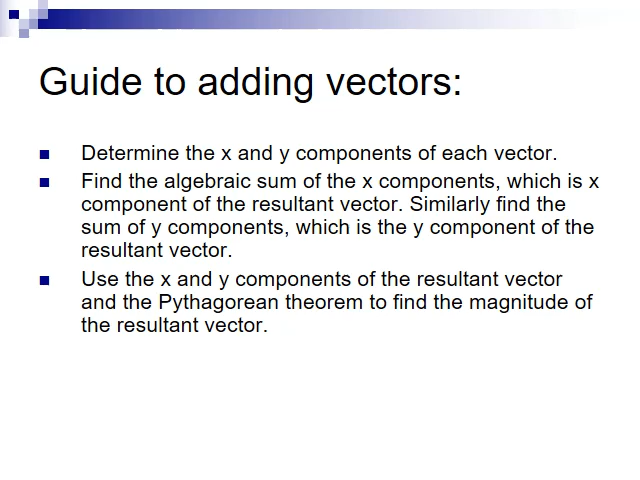 Guide to adding vectors:
Determine the x and y components of each vector.
Find the algebraic sum of the x components, which is x
component of the resultant vector. Similarly find the
sum of y components, which is the y component of the
resultant vector.
Use the x and y components of the resultant vector
and the Pythagorean theorem to find the magnitude of
the resultant vector.